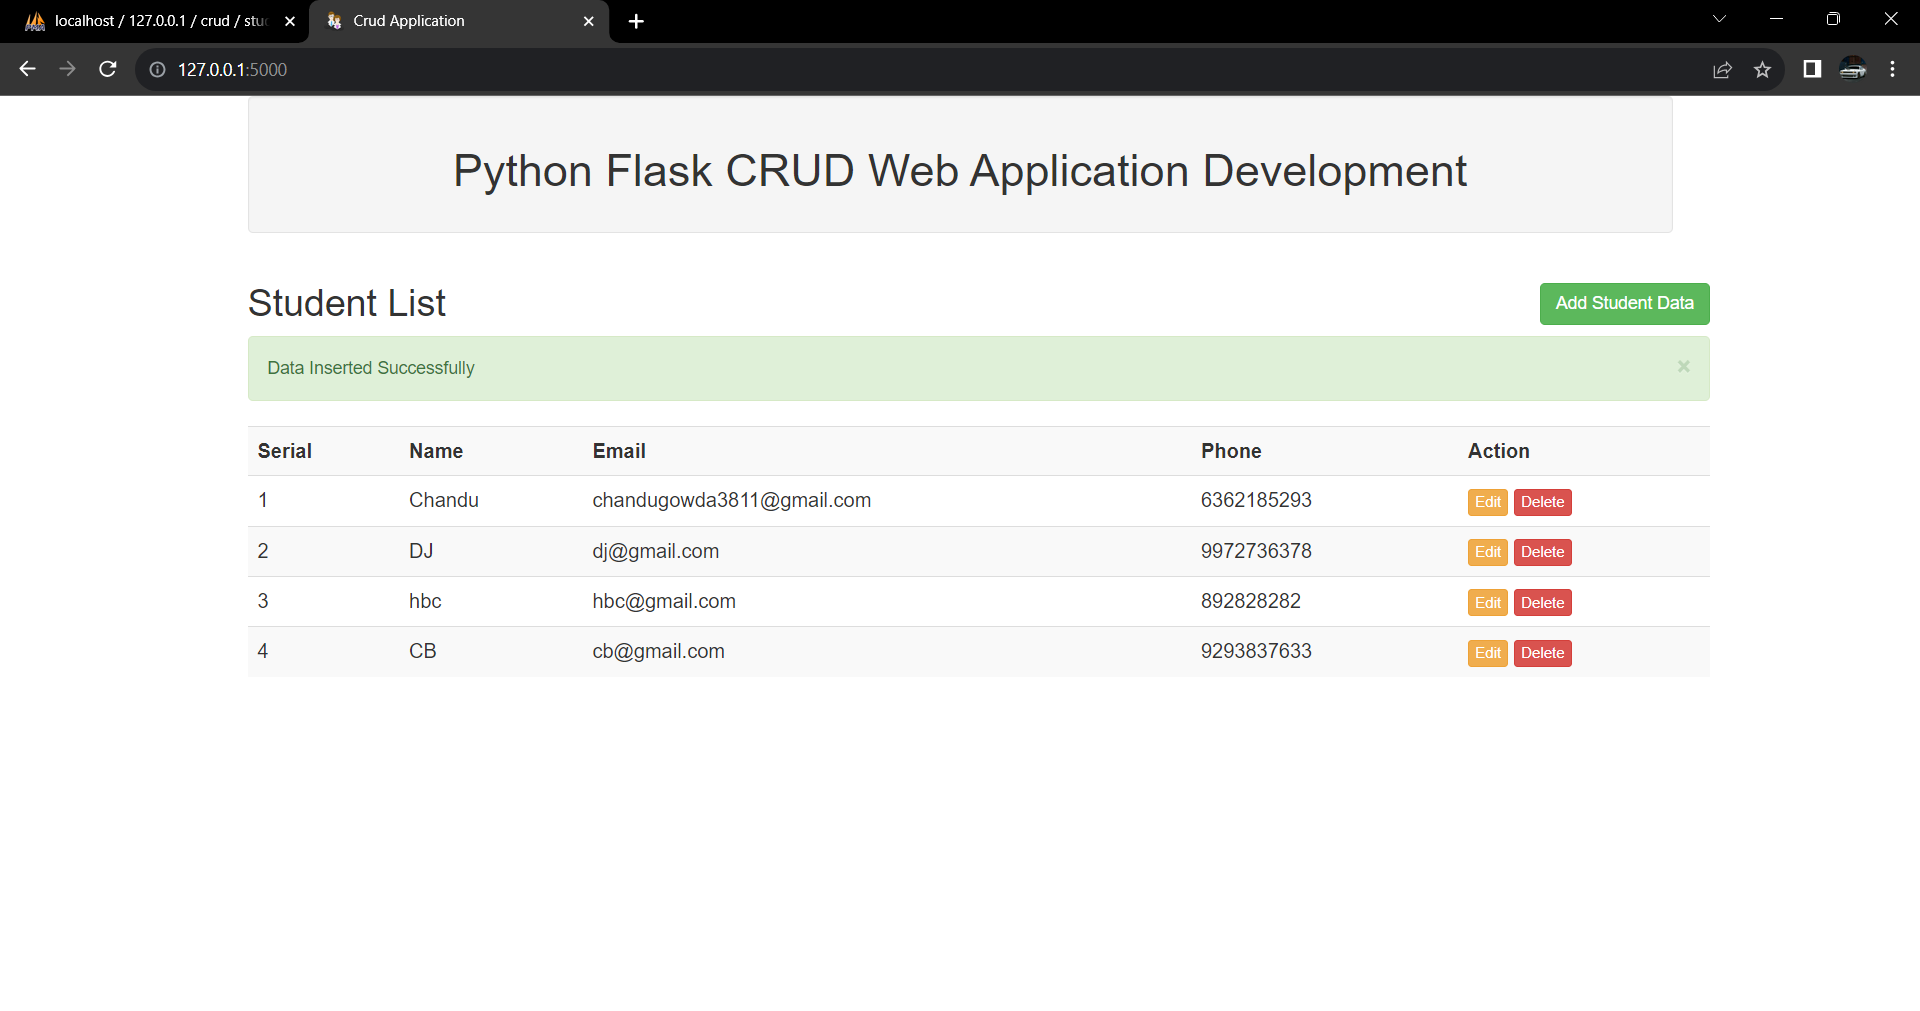 localhost / 127.0.0.1 / crud / stu
Crud Application
127.0.0.1:5000
Python Flask CRUD Web Application Development
Student List
Add Student Data
Data Inserted Successfully
×
Serial Name Email Phone Action
1 Chandu chandugowda3811@gmail.com 6362185293 Edit Delete
2 DJ dj@gmail.com 9972736378 Edit Delete
3 hbc hbc@gmail.com 892828282 Edit Delete
4 CB cb@gmail.com 9293837633 Edit Delete